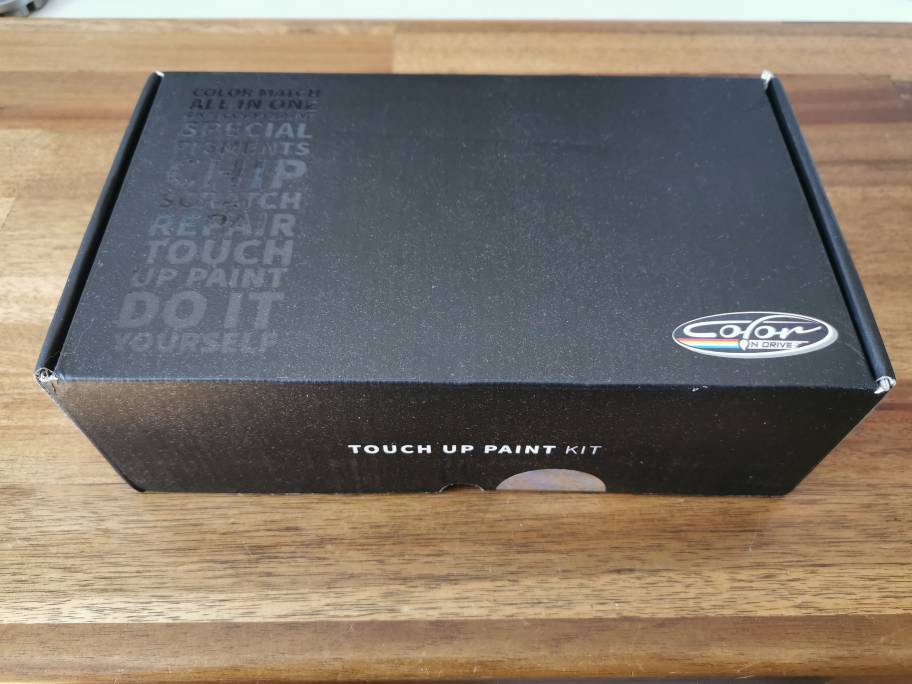 COLOR MATCH
ALL IN ONE
SPECIAL
PIGMENTS
CHIP
SCRATCH
REPAIR
TOUCH
UP PAINT
DO IT
YOURSELF
Color
N DRIVE
TOUCH UP PAINT KIT